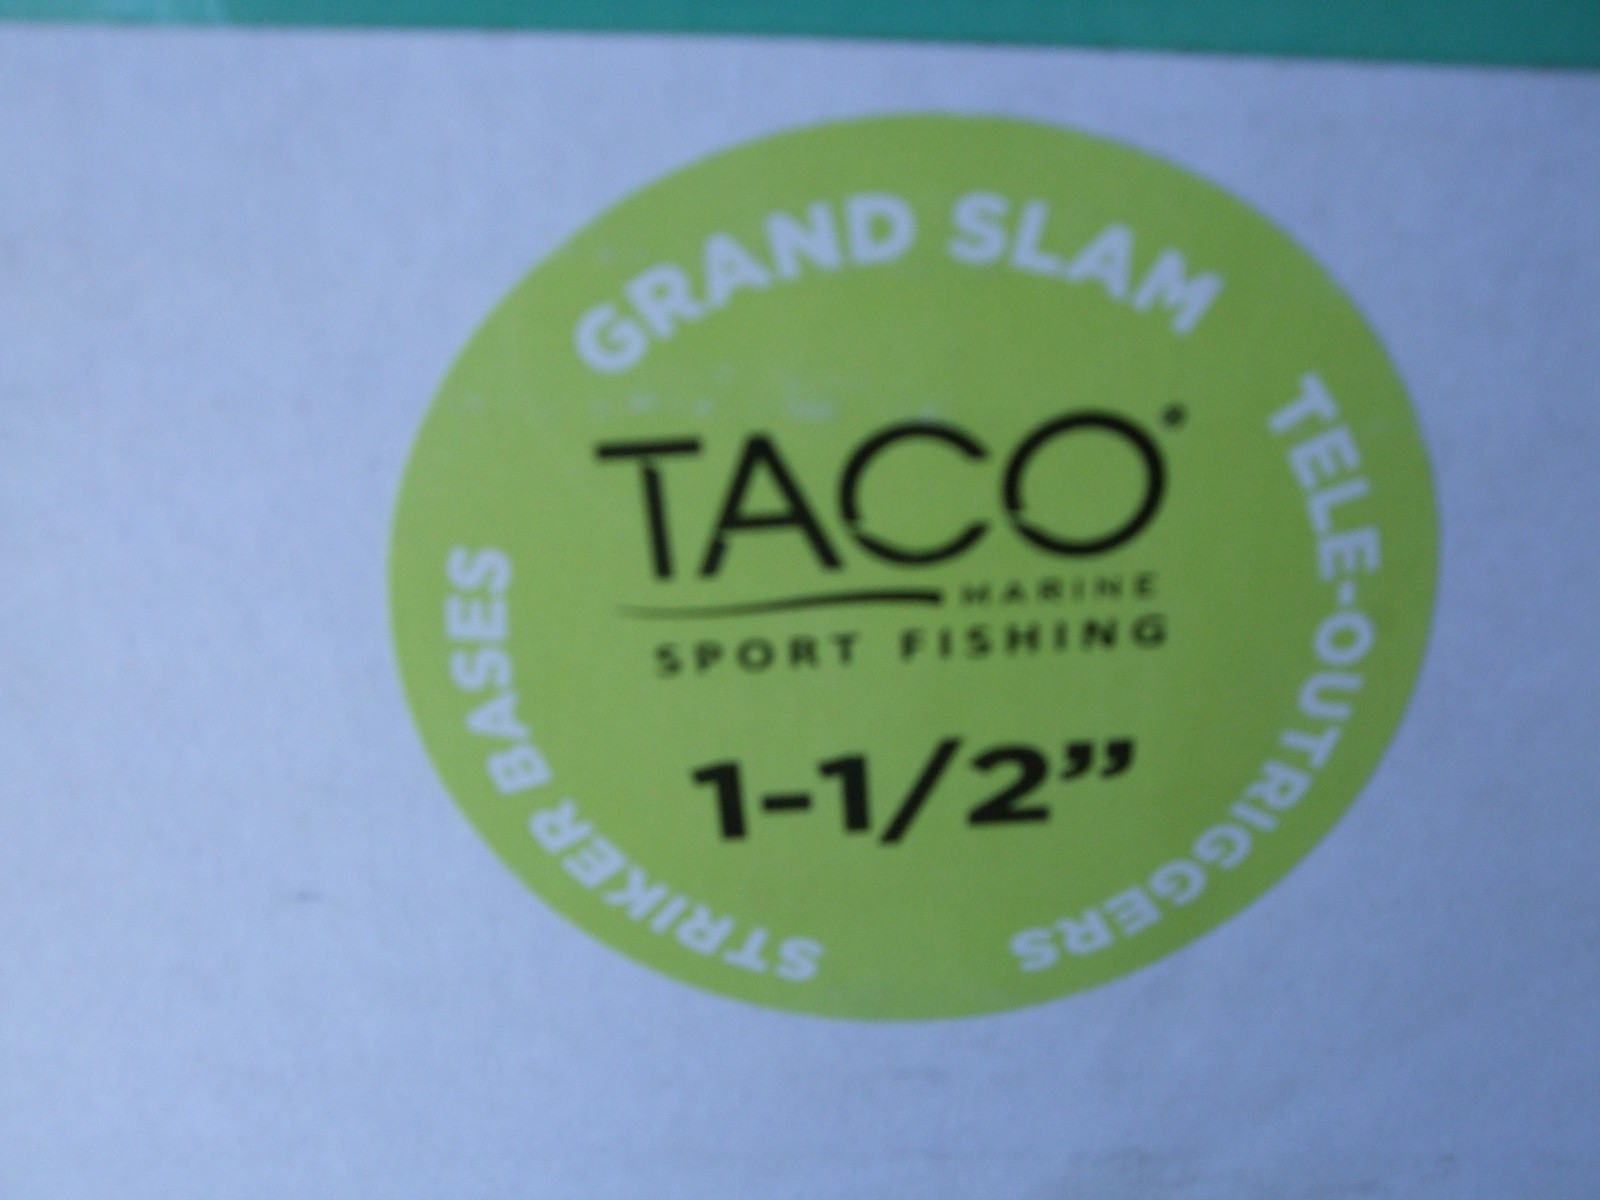 GRAND SLAM
TELE-OUTRIGGERS
STRIKER BASES
TACO®
MARINE
SPORT FISHING
1-1/2”